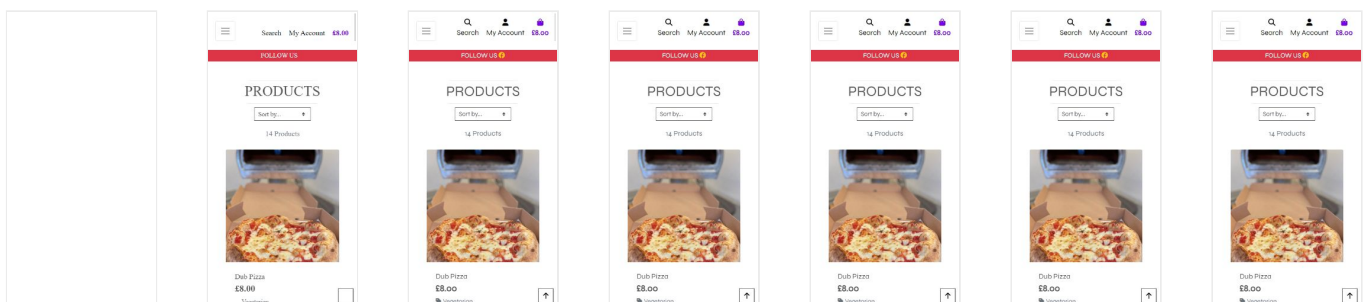 Search My Account £8.00
FOLLOW US
PRODUCTS
Sort by...
14 Products
Dub Pizza
£8.00
Vegetarian
Search My Account £8.00
FOLLOW US
PRODUCTS
Sort by...
14 Products
Dub Pizza
£8.00
Vegetarian
Search My Account £8.00
FOLLOW US
PRODUCTS
Sort by...
14 Products
Dub Pizza
£8.00
Vegetarian
Search My Account £8.00
FOLLOW US
PRODUCTS
Sort by...
14 Products
Dub Pizza
£8.00
Vegetarian
Search My Account £8.00
FOLLOW US
PRODUCTS
Sort by...
14 Products
Dub Pizza
£8.00
Vegetarian
Search My Account £8.00
FOLLOW US
PRODUCTS
Sort by...
14 Products
Dub Pizza
£8.00
Vegetarian